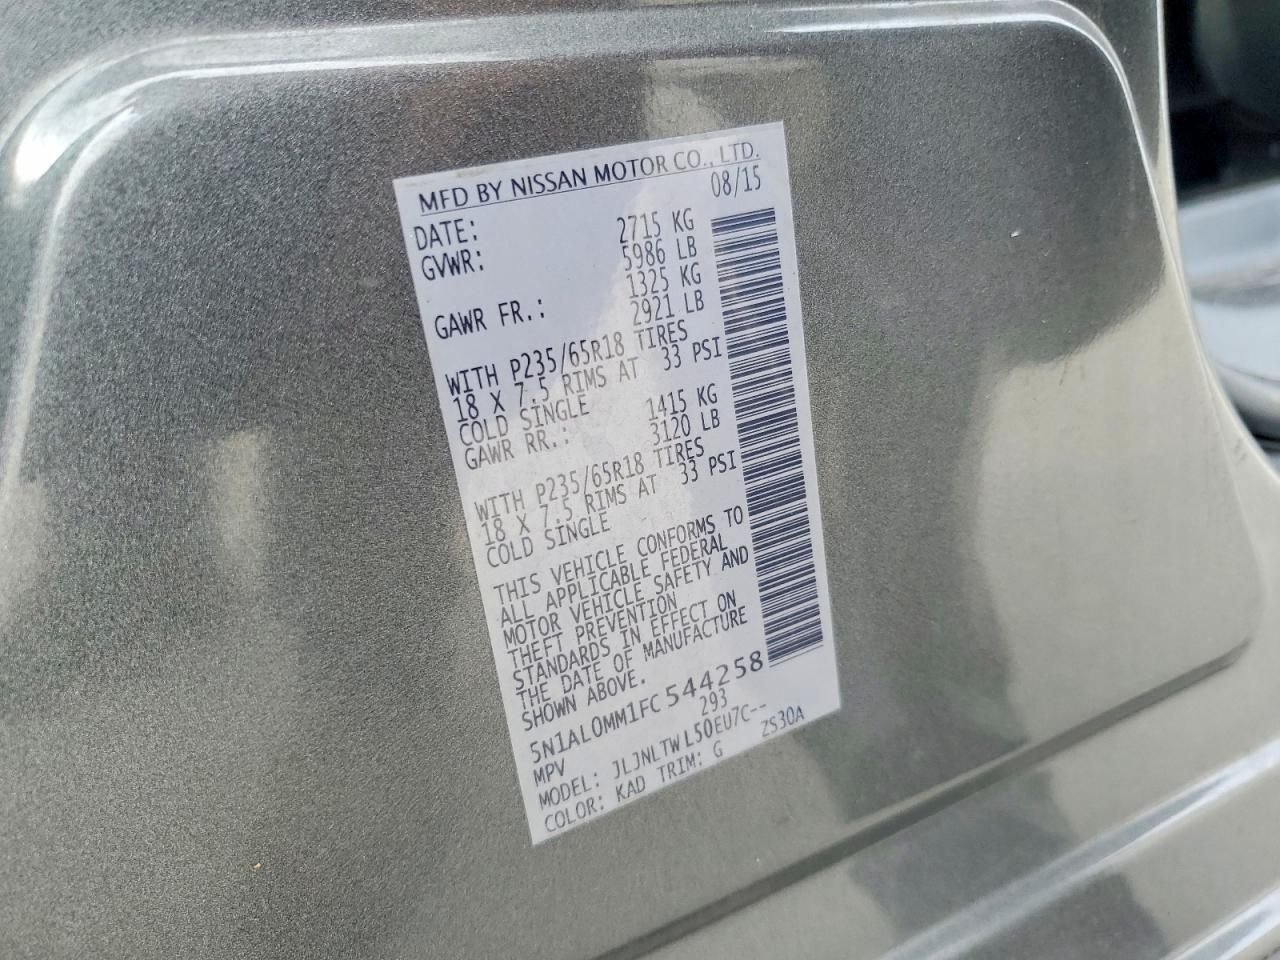 MFD BY NISSAN MOTOR CO., LTD.
DATE: 08/15
GVWR: 2715 KG
5986 LB
GAWR FR.: 1325 KG
2921 LB
WITH P235/65R18 TIRES
18 X 7.5 RIMS AT 33 PSI
COLD SINGLE
GAWR RR.: 1415 KG
3120 LB
WITH P235/65R18 TIRES
18 X 7.5 RIMS AT 33 PSI
COLD SINGLE
THIS VEHICLE CONFORMS TO
ALL APPLICABLE FEDERAL
MOTOR VEHICLE SAFETY AND
THEFT PREVENTION
STANDARDS IN EFFECT ON
THE DATE OF MANUFACTURE
SHOWN ABOVE.
5N1AL0MM1FC544258
MPV 293
MODEL: JLJNLTWL50EU7C--
COLOR: KAD TRIM: G ZS30A